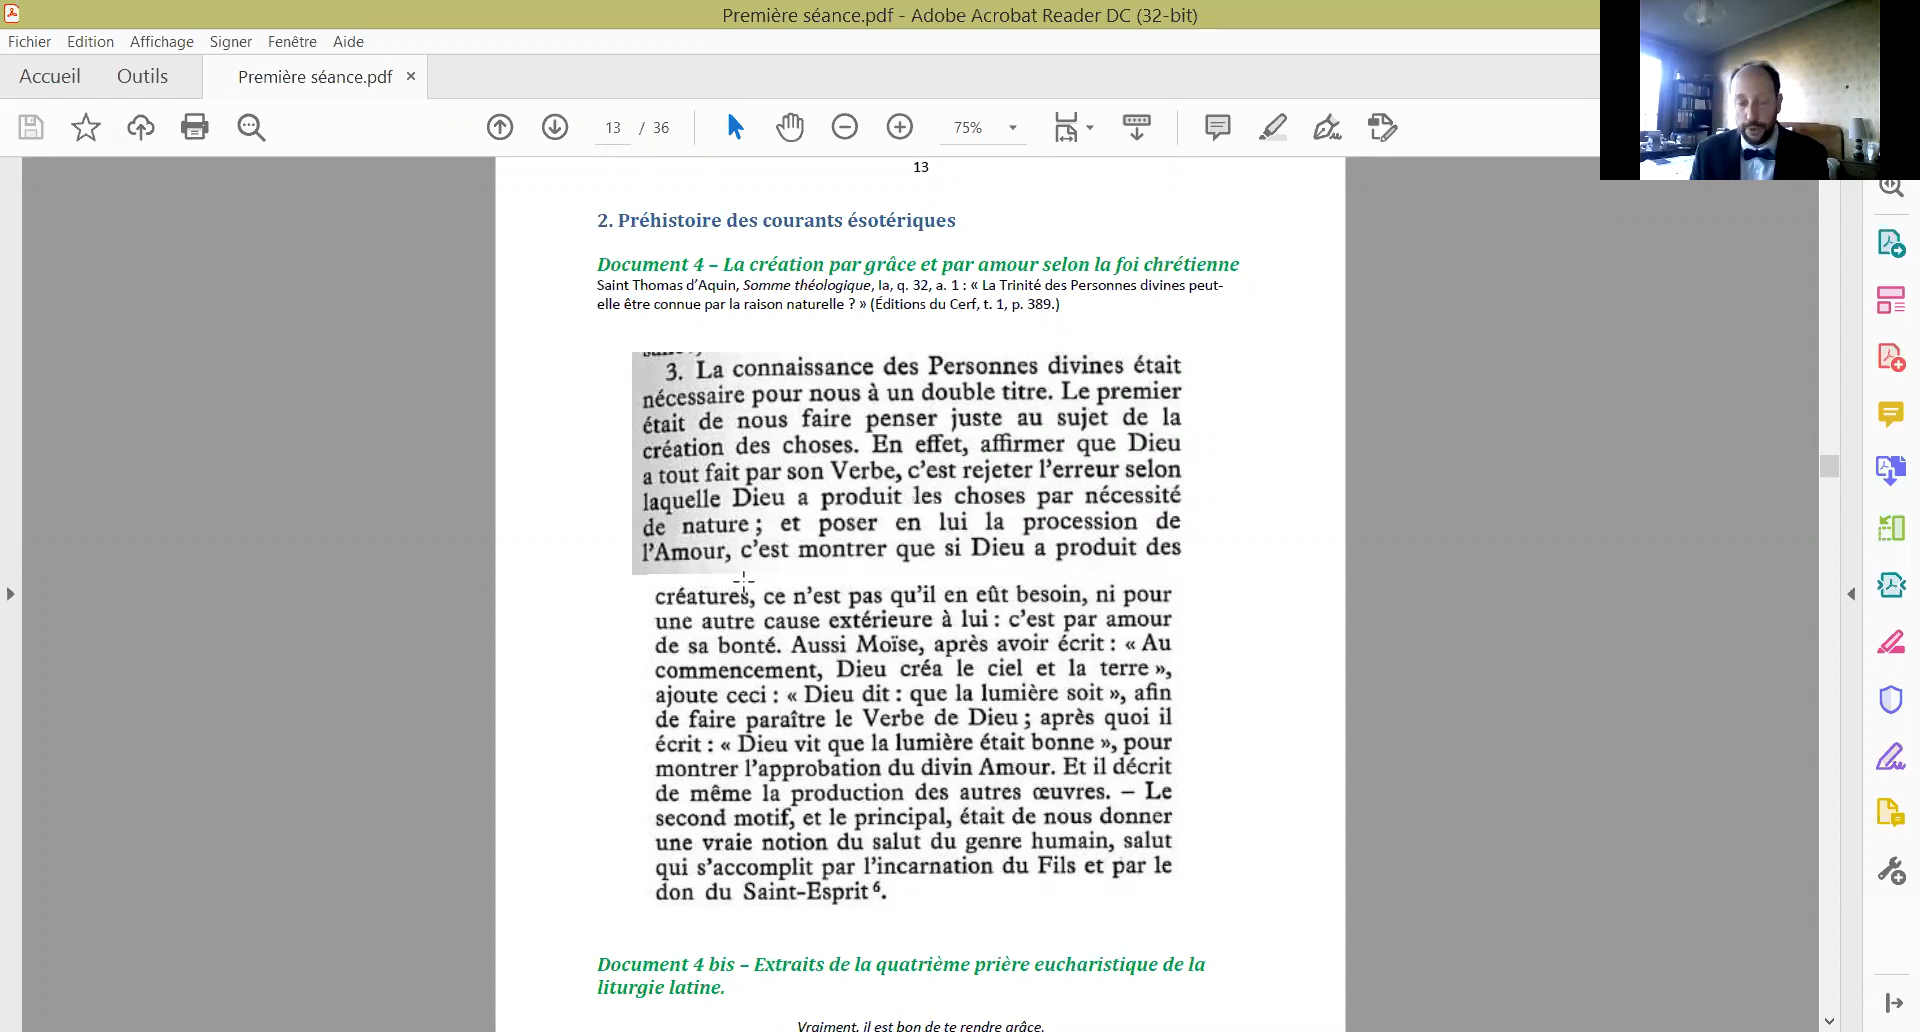 Première séance.pdf - Adobe Acrobat Reader DC (32-bit)
Fichier Edition Affichage Signer Fenêtre Aide
Accueil Outils Première séance.pdf ×
13 / 36 75%
13
2. Préhistoire des courants ésotériques
Document 4 – La création par grâce et par amour selon la foi chrétienne
Saint Thomas d’Aquin, Somme théologique, Ia, q. 32, a. 1 : « La Trinité des Personnes divines peut-
elle être connue par la raison naturelle ? » (Éditions du Cerf, t. 1, p. 389.)
3. La connaissance des Personnes divines était
nécessaire pour nous à un double titre. Le premier
était de nous faire penser juste au sujet de la
création des choses. En effet, affirmer que Dieu
a tout fait par son Verbe, c’est rejeter l’erreur selon
laquelle Dieu a produit les choses par nécessité
de nature ; et poser en lui la procession de
l’Amour, c’est montrer que si Dieu a produit des
créatures, ce n’est pas qu’il en eût besoin, ni pour
une autre cause extérieure à lui : c’est par amour
de sa bonté. Aussi Moïse, après avoir écrit : « Au
commencement, Dieu créa le ciel et la terre »,
ajoute ceci : « Dieu dit : que la lumière soit », afin
de faire paraître le Verbe de Dieu ; après quoi il
écrit : « Dieu vit que la lumière était bonne », pour
montrer l’approbation du divin Amour. Et il décrit
de même la production des autres œuvres. – Le
second motif, et le principal, était de nous donner
une vraie notion du salut du genre humain, salut
qui s’accomplit par l’incarnation du Fils et par le
don du Saint-Esprit⁶.
Document 4 bis – Extraits de la quatrième prière eucharistique de la
liturgie latine.
Vraiment, il est bon de te rendre grâce,